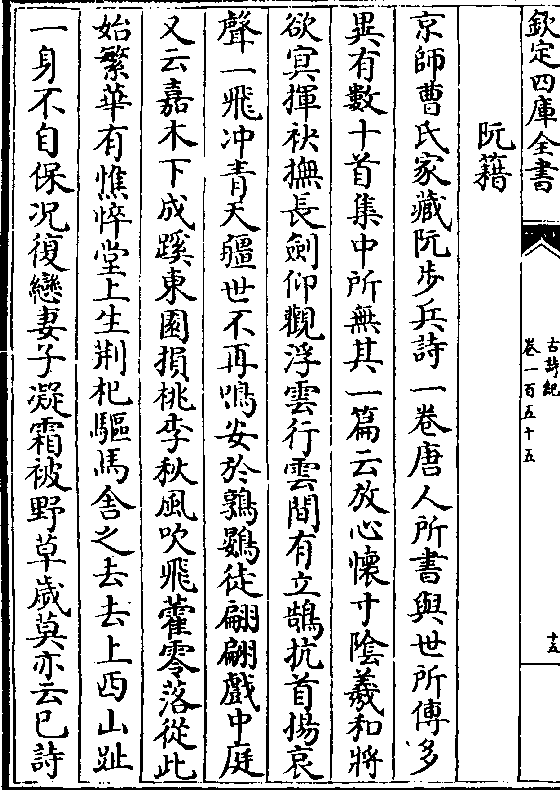 欽定四庫全書
古詩紀
卷一百五十五
十五
阮籍
京師曹氏家藏阮步兵詩一卷唐人所書與世所傳多
異有数十首集中所無其一篇云放心懷寸陰羲和將
欲冥揮袂撫長劍仰觀浮雲行雲間有立鵠抗首揚哀
聲一飛冲青天疆世不再鳴安於鶉鷃徒翩翩戲中庭
又云嘉木下成蹊東園損桃李秋風吹飛藿零落從此
始繁華有憔悴堂上生荆杞驅馬舍之去去上西山趾
一身不自保况復戀妻子凝霜被野草歲莫亦云已詩